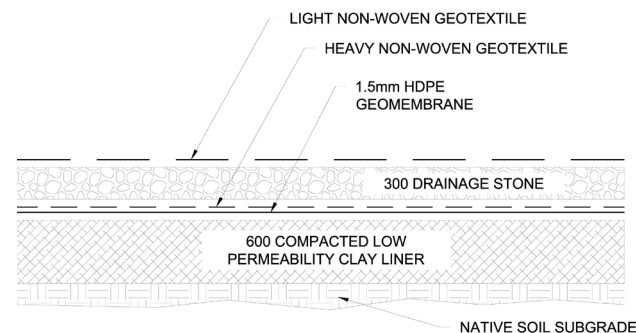 LIGHT NON-WOVEN GEOTEXTILE
HEAVY NON-WOVEN GEOTEXTILE
1.5mm HDPE
GEOMEMBRANE
300 DRAINAGE STONE
600 COMPACTED LOW
PERMEABILITY CLAY LINER
NATIVE SOIL SUBGRADE